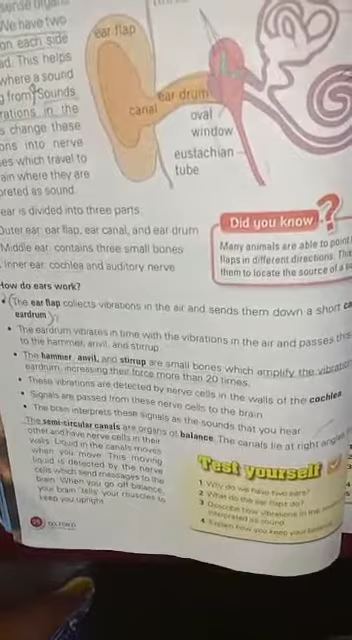 sense organs
We have two
on each side
ad. This helps
where a sound
g from. Sounds
rations in the
s change these
ons into nerve
es which travel to
ain where they are
preted as sound.
ear flap
canal
ear drum
oval
window
eustachian
tube
ear is divided into three parts
Outer ear: ear flap, ear canal, and ear drum
Middle ear: contains three small bones
Inner ear: cochlea and auditory nerve
Did you know
?
Many animals are able to point
flaps in different directions. This
them to locate the source of a
How do ears work?
• The ear flap collects vibrations in the air and sends them down a short
eardrum
• The eardrum vibrates in time with the vibrations in the air and passes this
to the hammer, anvil, and stirrup.
• The hammer, anvil, and stirrup are small bones which amplify the vibration
eardrum, increasing their force more than 20 times.
• These vibrations are detected by nerve cells in the walls of the cochlea
• Signals are passed from these nerve cells to the brain
• The brain interprets these signals as the sounds that you hear
The semi-circular canals are organs of balance. The canals lie at right angles
other and have nerve cells in their
walls. Liquid in the canals moves
when you move. This moving
liquid is detected by the nerve
cells which send messages to the
brain. When you go off balance,
your brain tells your muscles to
keep you upright.
Test yourself
1 Why do we have two ears?
2 What do the ear flaps do?
3 Describe how vibrations in the
interpreted as sound.
4 Explain how you keep your balance.
OXFORD